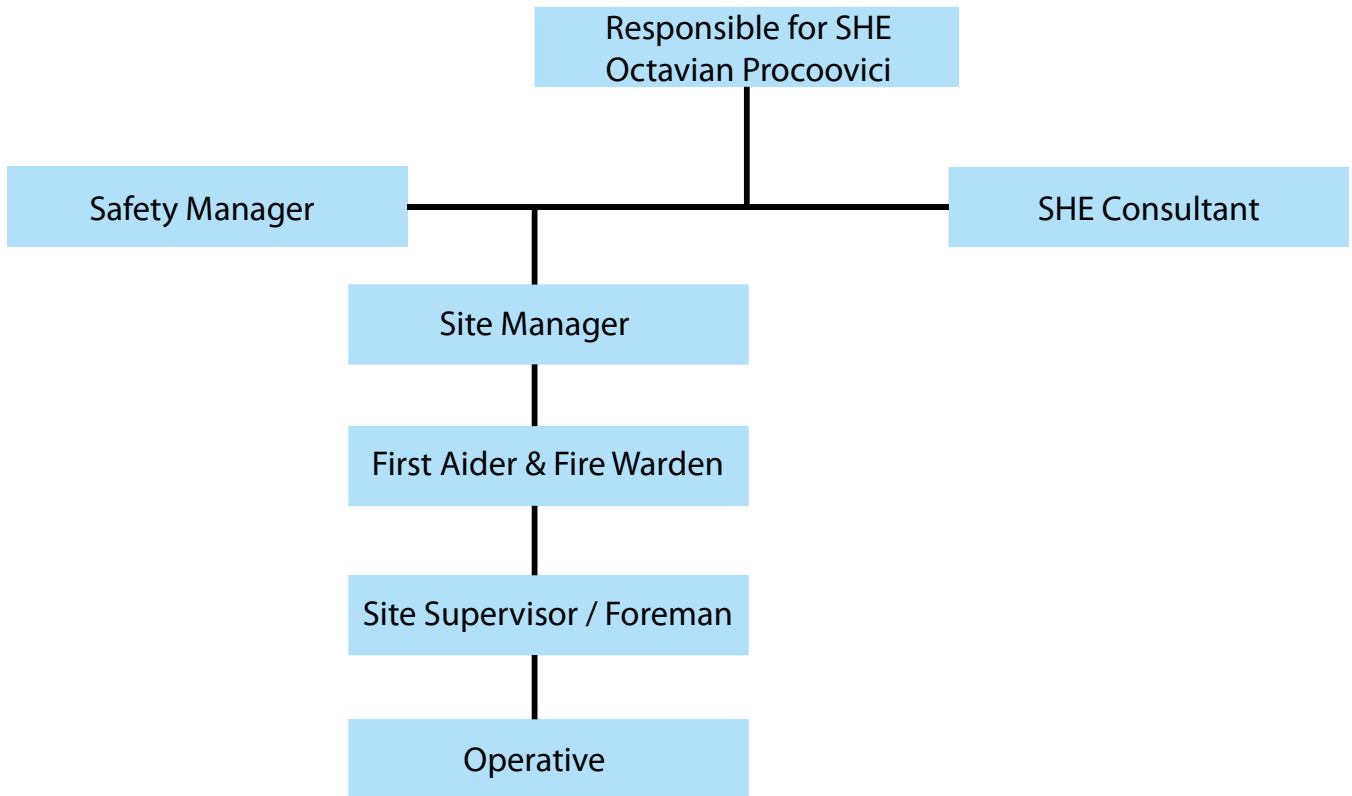 Responsible for SHE
Octavian Procoovici
Safety Manager
SHE Consultant
Site Manager
First Aider & Fire Warden
Site Supervisor / Foreman
Operative